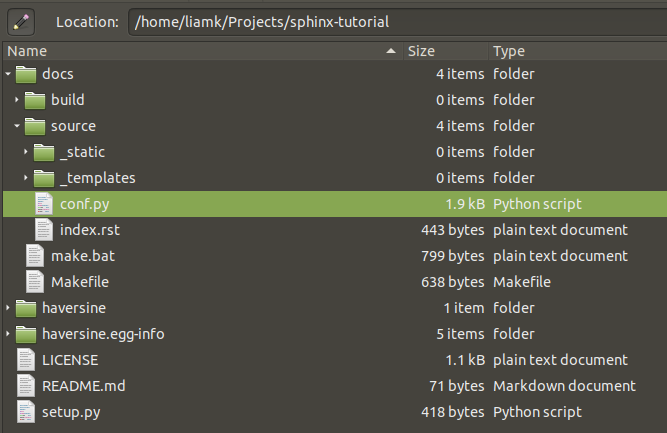 Location: /home/liamk/Projects/sphinx-tutorial
Name Size Type
docs 4 items folder
build 0 items folder
source 4 items folder
_static 0 items folder
_templates 0 items folder
conf.py 1.9 kB Python script
index.rst 443 bytes plain text document
make.bat 799 bytes plain text document
Makefile 638 bytes Makefile
haversine 1 item folder
haversine.egg-info 5 items folder
LICENSE 1.1 kB plain text document
README.md 71 bytes Markdown document
setup.py 418 bytes Python script